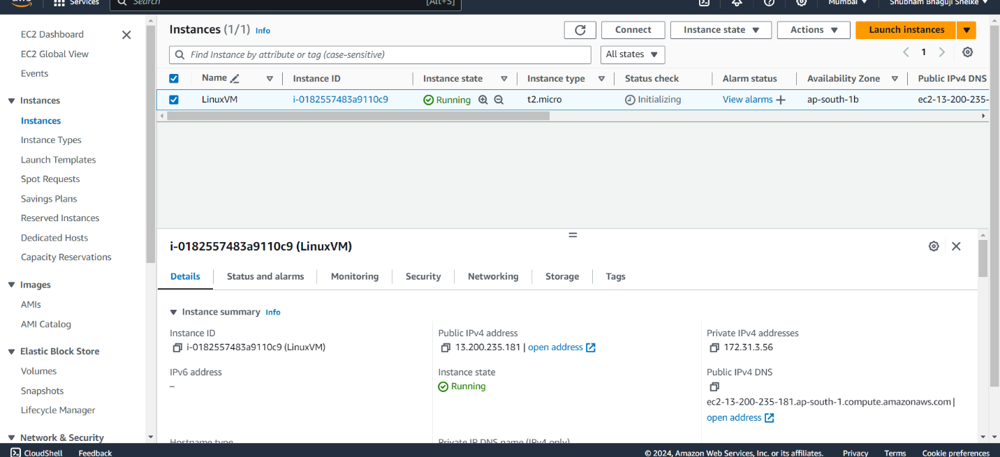 aws Services Search [Alt+S] Mumbai Shubham Bhaguji Shelke
EC2 Dashboard
EC2 Global View
Events
Instances
Instances
Instance Types
Launch Templates
Spot Requests
Savings Plans
Reserved Instances
Dedicated Hosts
Capacity Reservations
Images
AMIs
AMI Catalog
Elastic Block Store
Volumes
Snapshots
Lifecycle Manager
Network & Security
Instances (1/1) Info Connect Instance state Actions Launch instances
Find Instance by attribute or tag (case-sensitive) All states 1
Name Instance ID Instance state Instance type Status check Alarm status Availability Zone Public IPv4 DNS
LinuxVM i-0182557483a9110c9 Running t2.micro Initializing View alarms ap-south-1b ec2-13-200-235-
i-0182557483a9110c9 (LinuxVM)
Details Status and alarms Monitoring Security Networking Storage Tags
Instance summary Info
Instance ID Public IPv4 address Private IPv4 addresses
i-0182557483a9110c9 (LinuxVM) 13.200.235.181 | open address 172.31.3.56
IPv6 address Instance state Public IPv4 DNS
– Running
ec2-13-200-235-181.ap-south-1.compute.amazonaws.com |
open address
Hostname type Private IP DNS name (IPv4 only)
CloudShell Feedback © 2024, Amazon Web Services, Inc. or its affiliates. Privacy Terms Cookie preferences